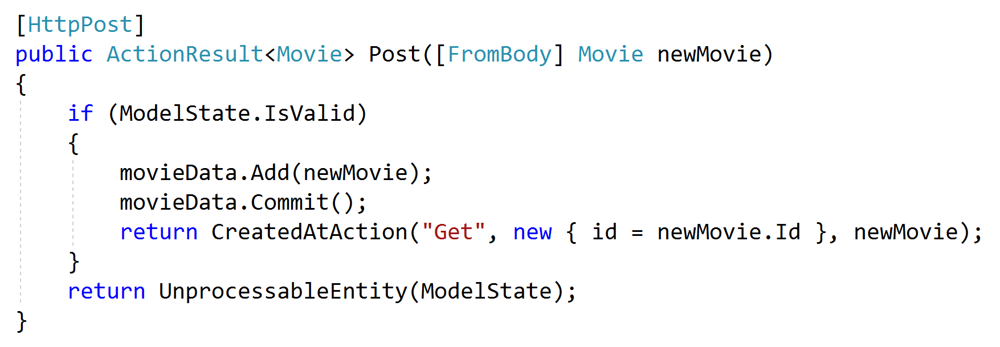 [HttpPost]
public ActionResult<Movie> Post([FromBody] Movie newMovie)
{
    if (ModelState.IsValid)
    {
        movieData.Add(newMovie);
        movieData.Commit();
        return CreatedAtAction("Get", new { id = newMovie.Id }, newMovie);
    }
    return UnprocessableEntity(ModelState);
}